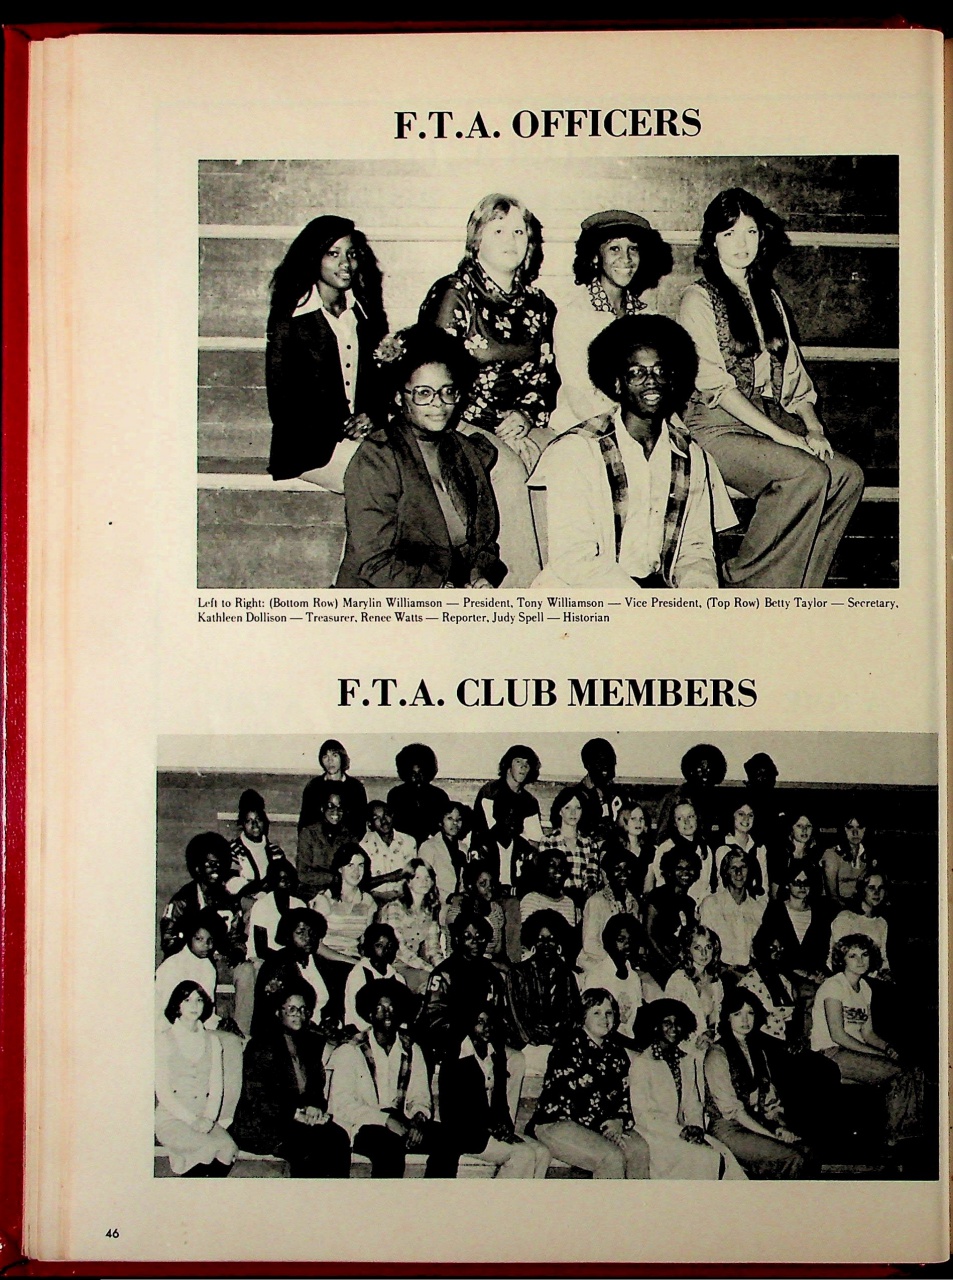 F.T.A. OFFICERS
Left to Right: (Bottom Row) Marylin Williamson — President, Tony Williamson — Vice President, (Top Row) Betty Taylor — Secretary,
Kathleen Dollison — Treasurer, Renee Watts — Reporter, Judy Spell — Historian
F.T.A. CLUB MEMBERS
46